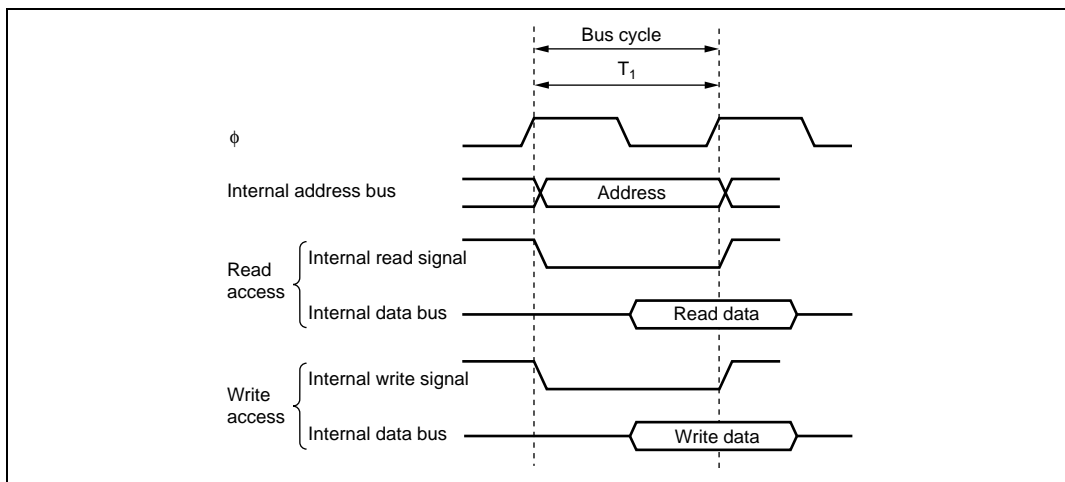 Bus cycle
T₁
ϕ
Internal address bus
Address
Read
access
Internal read signal
Internal data bus
Read data
Write
access
Internal write signal
Internal data bus
Write data